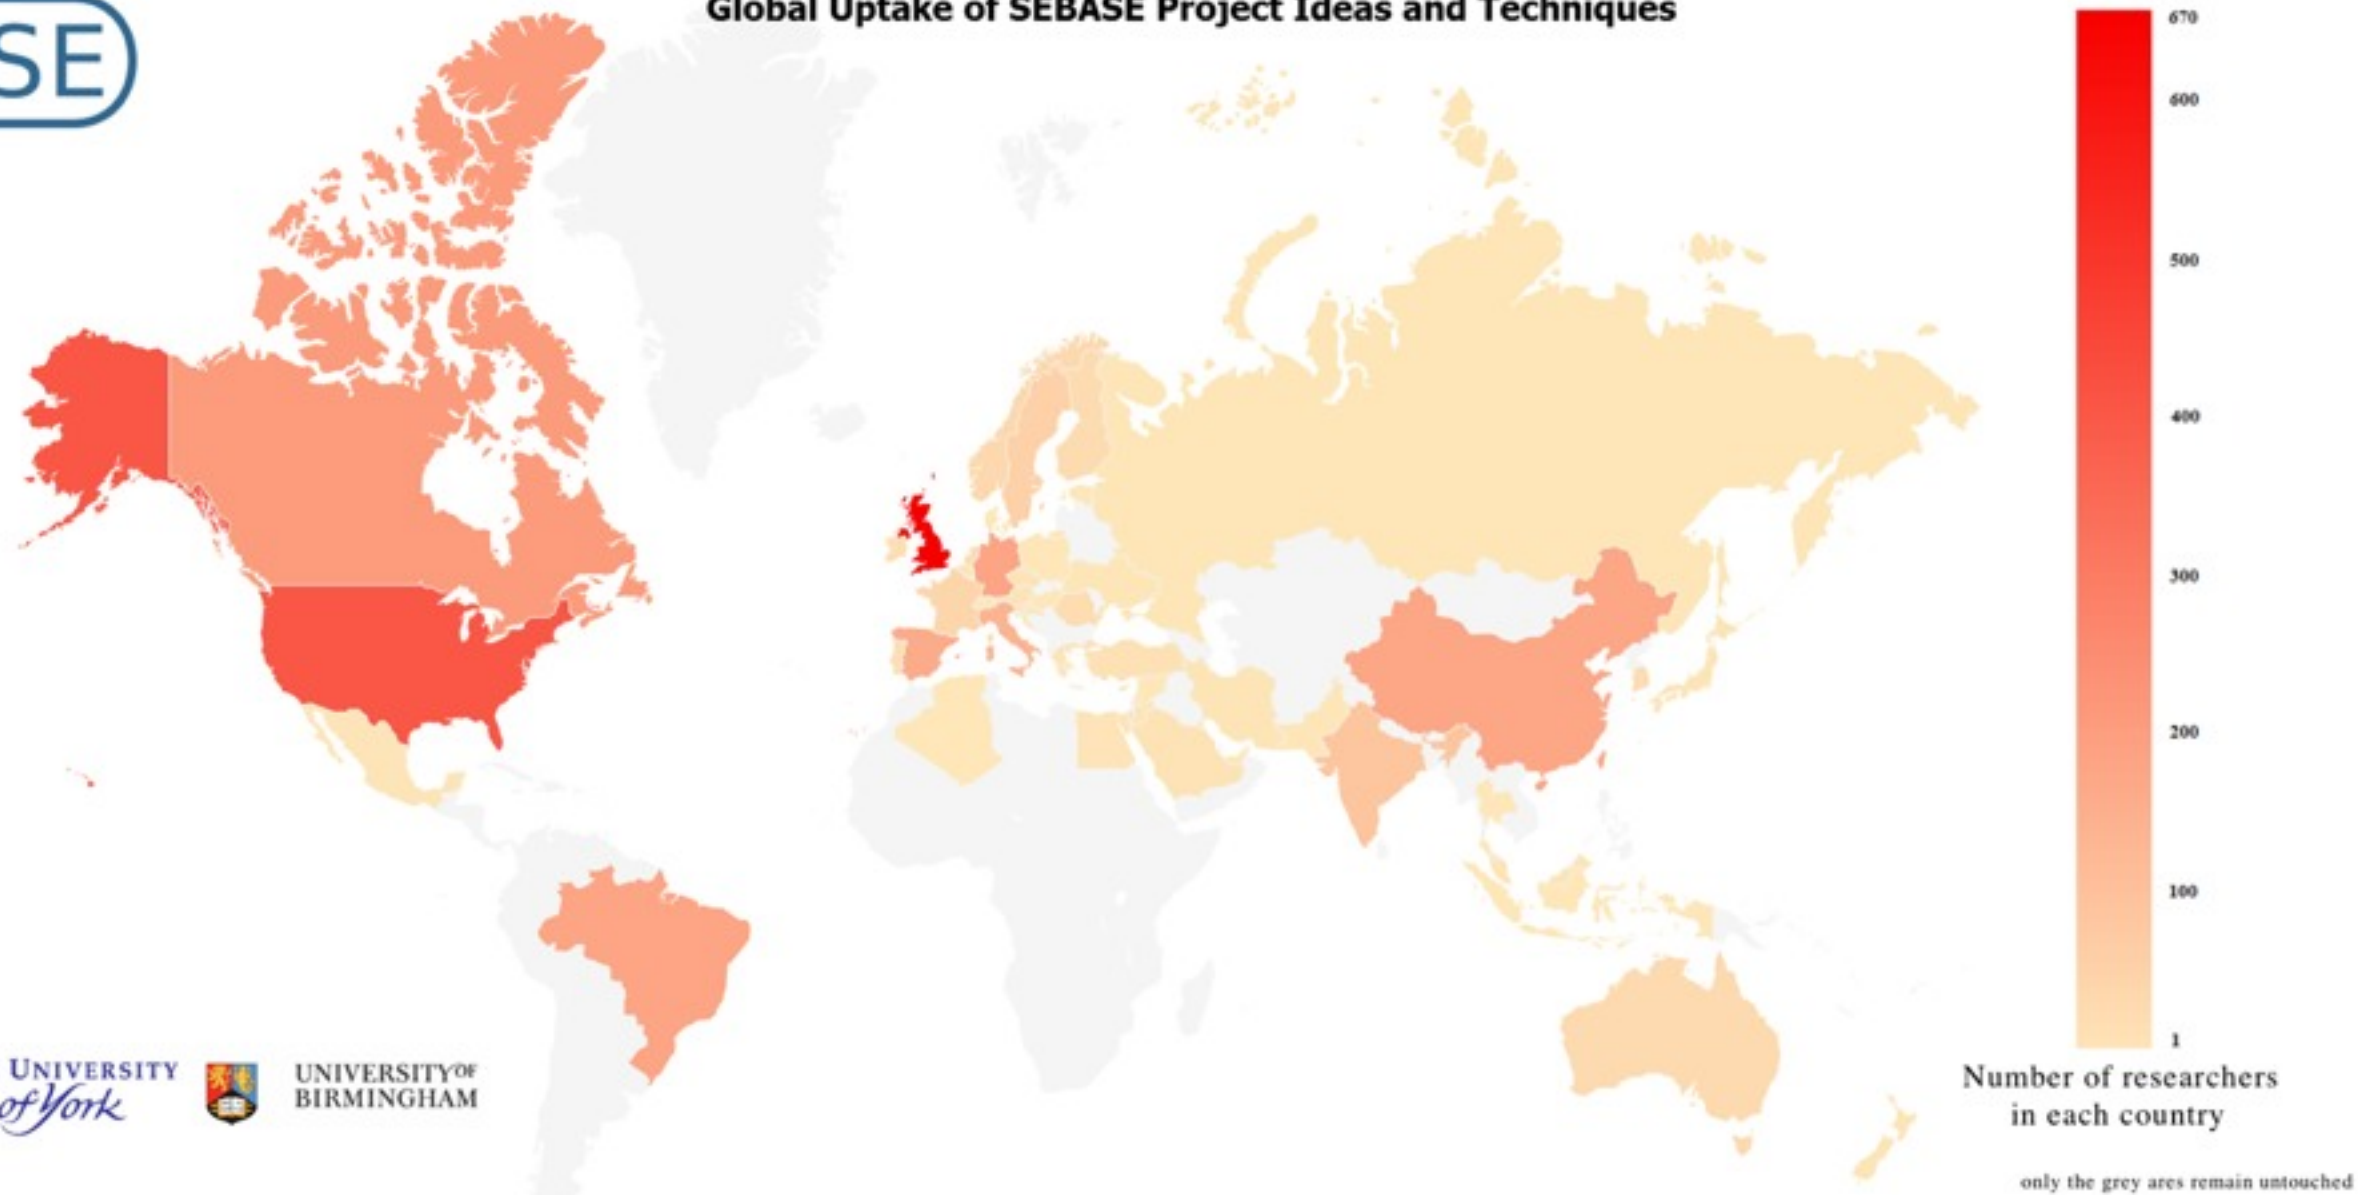 Global Uptake of SEBASE Project Ideas and Techniques
SE
670
600
500
400
300
200
100
1
Number of researchers
in each country
only the grey ares remain untouched
UNIVERSITY
of York
UNIVERSITY OF
BIRMINGHAM